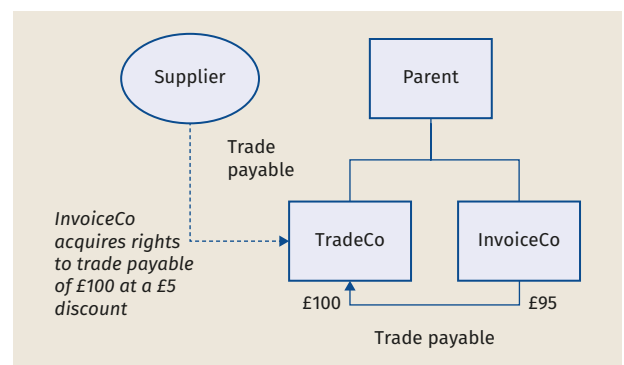 Supplier
Parent
Trade
payable
InvoiceCo
acquires rights
to trade payable
of £100 at a £5
discount
TradeCo
InvoiceCo
£100
£95
Trade payable